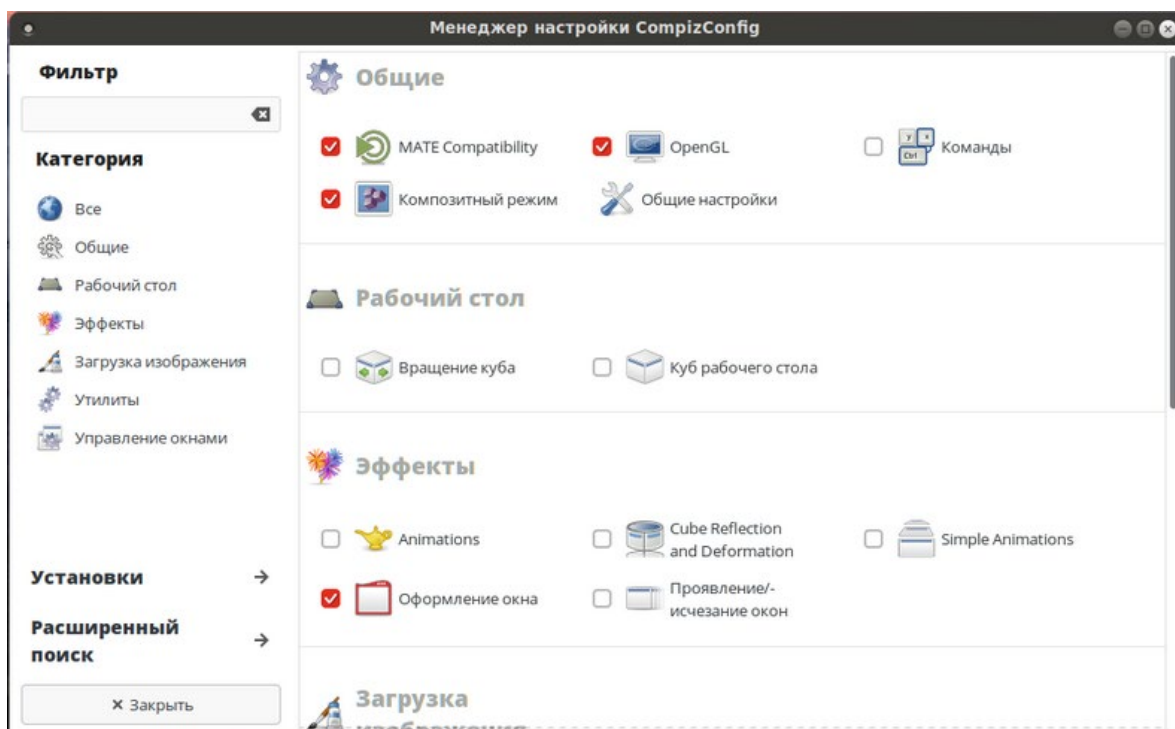 Менеджер настройки CompizConfig
Фильтр
Категория
Все
Общие
Рабочий стол
Эффекты
Загрузка изображения
Утилиты
Управление окнами
Установки
Расширенный
поиск
Закрыть
Общие
MATE Compatibility
OpenGL
Команды
Композитный режим
Общие настройки
Рабочий стол
Вращение куба
Куб рабочего стола
Эффекты
Animations
Cube Reflection
and Deformation
Simple Animations
Оформление окна
Проявление/-
исчезание окон
Загрузка
изображения